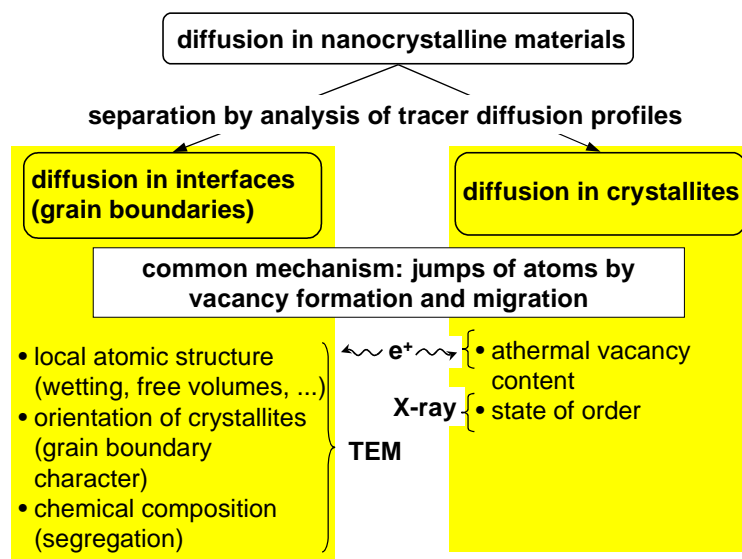 diffusion in nanocrystalline materials
separation by analysis of tracer diffusion profiles
diffusion in interfaces
(grain boundaries)
diffusion in crystallites
common mechanism: jumps of atoms by
vacancy formation and migration
• local atomic structure
(wetting, free volumes, ...)
• orientation of crystallites
(grain boundary
character)
• chemical composition
(segregation)
e⁺
X-ray
TEM
• athermal vacancy
content
• state of order